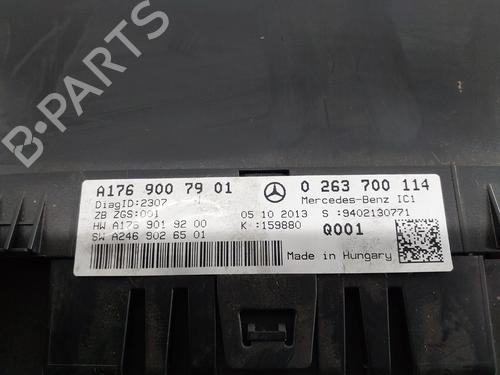 A176 900 79 01 0 263 700 114
DiagID:2307 Mercedes-Benz IC1
ZB ZGS:001 05 10 2013 S :9402130771
HW A176 901 92 00 K :159880 Q001
SW A246 902 65 01
Made in Hungary
B-PARTS